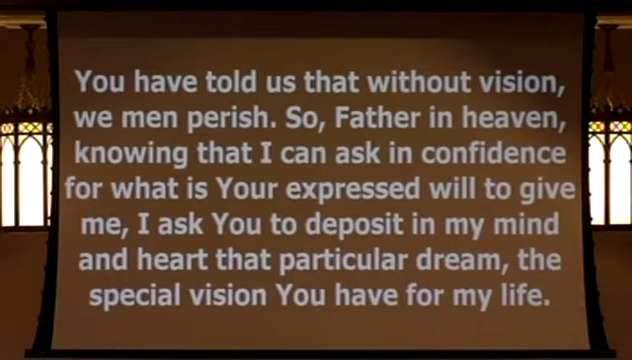 You have told us that without vision,
we men perish. So, Father in heaven,
knowing that I can ask in confidence
for what is Your expressed will to give
me, I ask You to deposit in my mind
and heart that particular dream, the
special vision You have for my life.